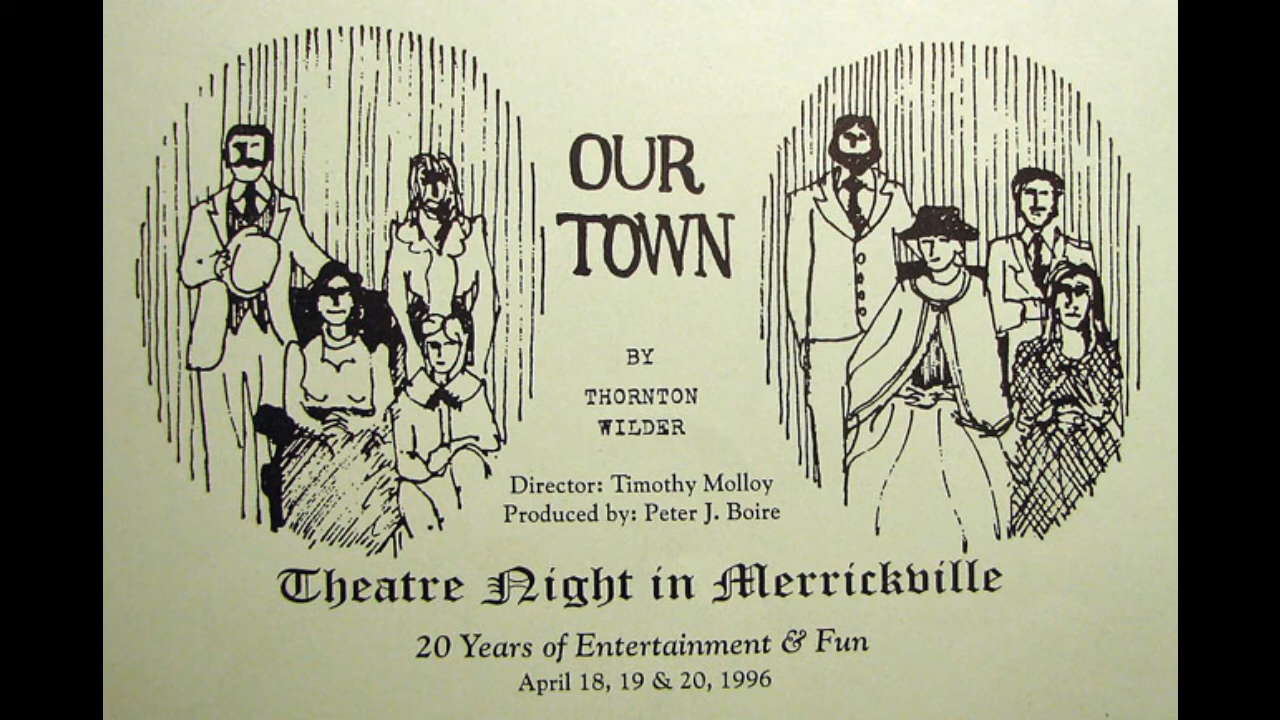 OUR
TOWN
BY
THORNTON
WILDER
Director: Timothy Molloy
Produced by: Peter J. Boire
Theatre Night in Merrickville
20 Years of Entertainment & Fun
April 18, 19 & 20, 1996